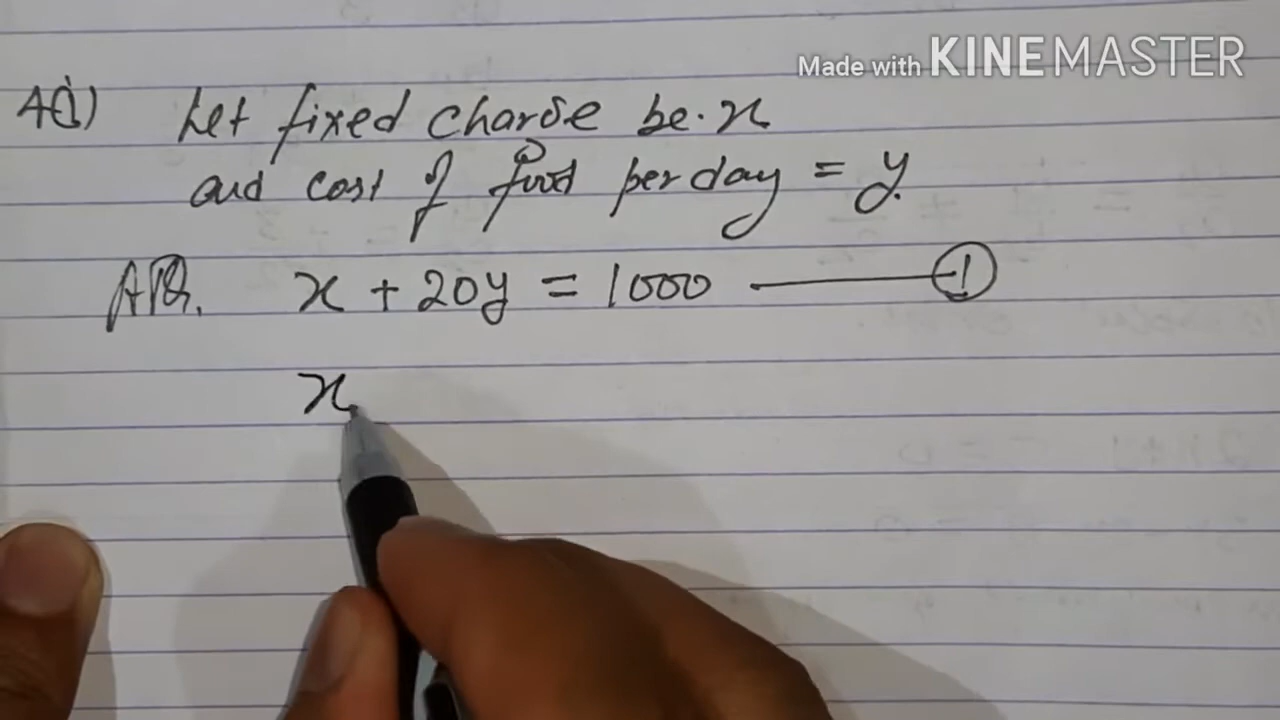 Made with KINEMASTER
4(i) Let fixed charge be x
and cost of food per day = y.
ATQ. x + 20y = 1000 ——— ①
x